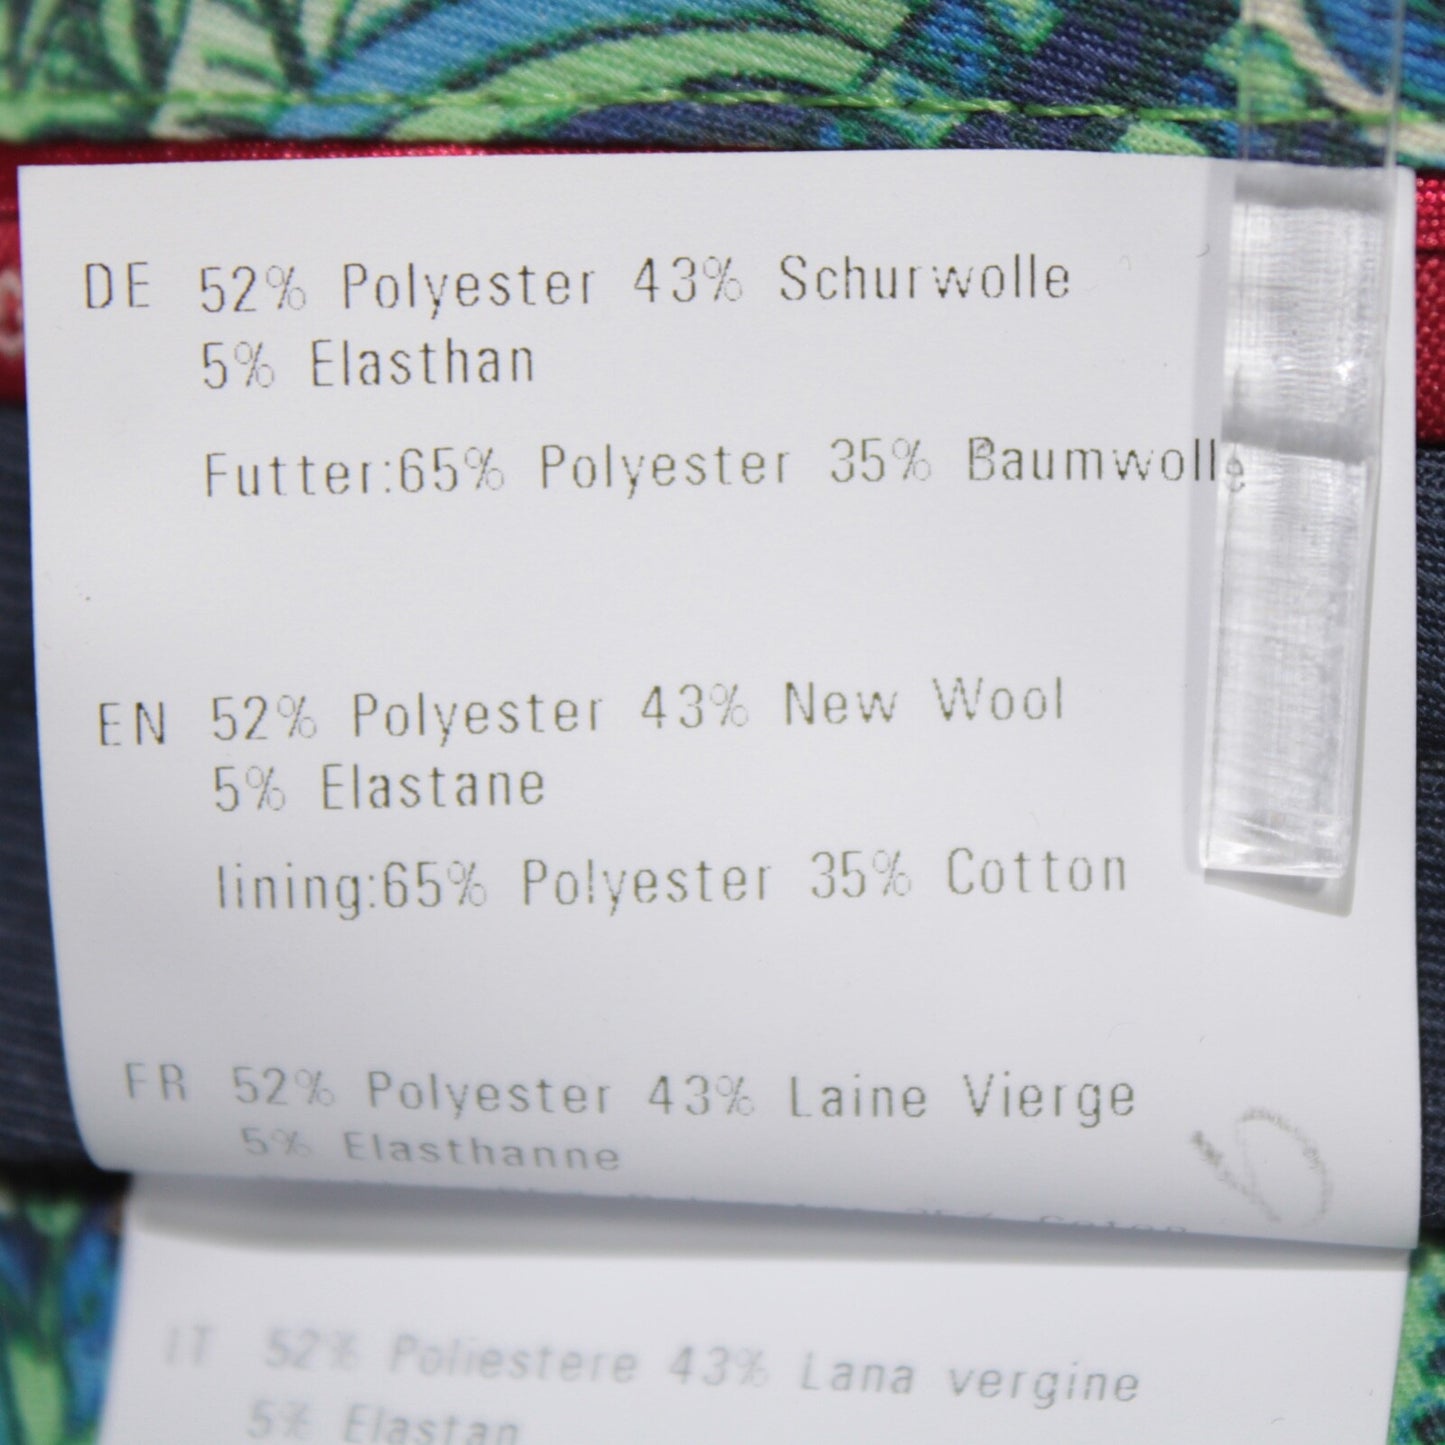 DE 52% Polyester 43% Schurwolle
5% Elasthan
Futter:65% Polyester 35% Baumwolle
EN 52% Polyester 43% New Wool
5% Elastane
lining:65% Polyester 35% Cotton
FR 52% Polyester 43% Laine Vierge
5% Elasthanne
IT 52% Poliestere 43% Lana vergine
5% Elastan